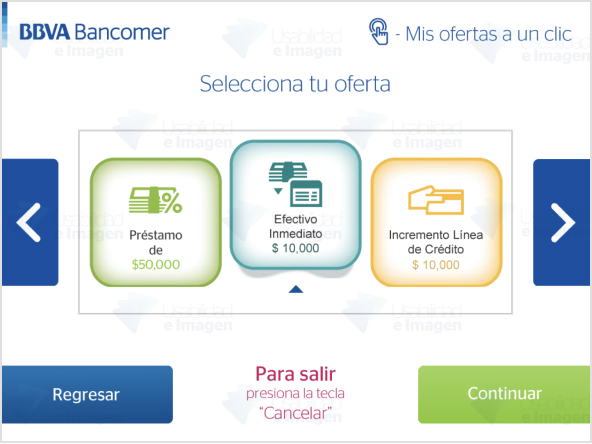 BBVA Bancomer
- Mis ofertas a un clic
Selecciona tu oferta
Préstamo
de
$50,000
Efectivo
Inmediato
$ 10,000
Incremento Línea
de Crédito
$ 10,000
Regresar
Para salir
presiona la tecla
“Cancelar”
Continuar
Usabilidad
e Imagen